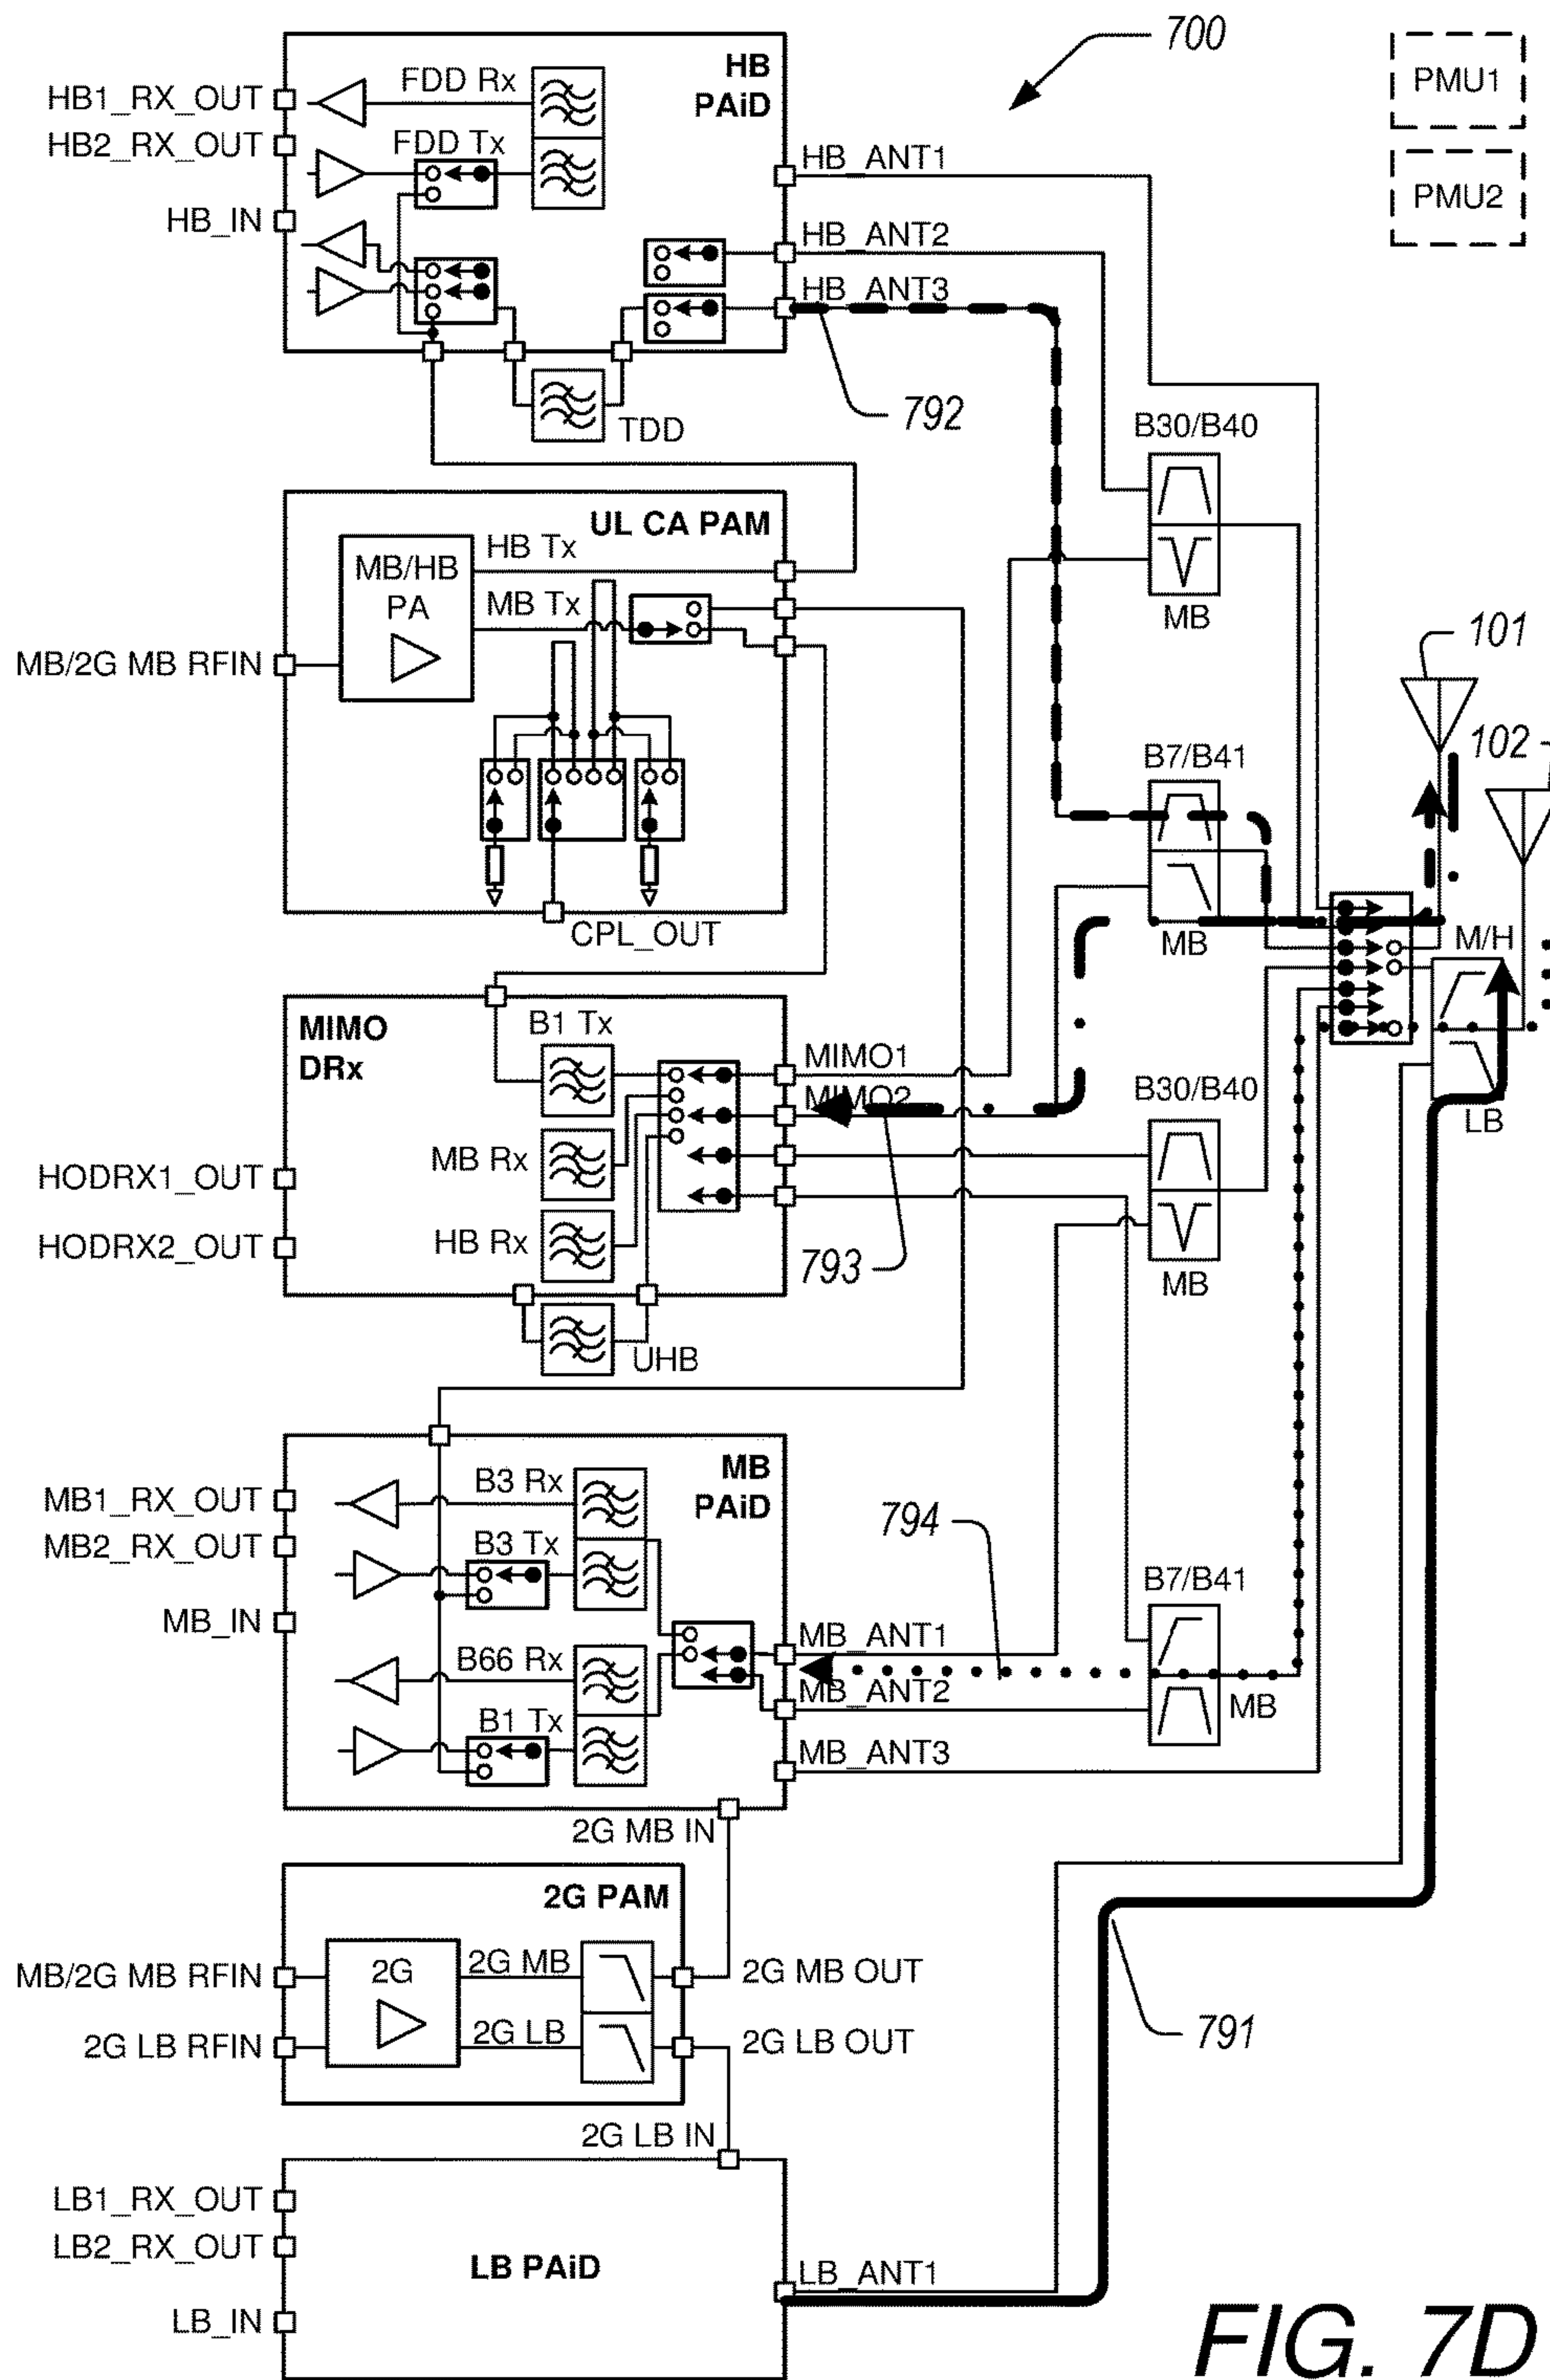 700
PMU1
PMU2
HB
PAiD
HB1_RX_OUT
FDD Rx
HB2_RX_OUT
FDD Tx
HB_IN
HB_ANT1
HB_ANT2
HB_ANT3
792
TDD
B30/B40
MB
UL CA PAM
MB/HB
PA
HB Tx
MB Tx
MB/2G MB RFIN
CPL_OUT
101
102
B7/B41
MB
M/H
LB
MIMO
DRx
B1 Tx
MB Rx
HB Rx
HODRX1_OUT
HODRX2_OUT
MIMO1
MIMO2
UHB
793
B30/B40
MB
MB
PAiD
MB1_RX_OUT
B3 Rx
MB2_RX_OUT
B3 Tx
MB_IN
B66 Rx
B1 Tx
MB_ANT1
MB_ANT2
MB_ANT3
794
B7/B41
MB
2G MB IN
2G PAM
MB/2G MB RFIN
2G
2G MB
2G MB OUT
2G LB RFIN
2G LB
2G LB OUT
791
2G LB IN
LB1_RX_OUT
LB2_RX_OUT
LB PAiD
LB_ANT1
LB_IN
FIG. 7D